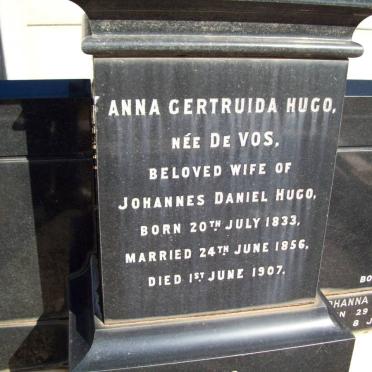 ANNA GERTRUIDA HUGO,
NÉE DE VOS,
BELOVED WIFE OF
JOHANNES DANIEL HUGO,
BORN 20TH JULY 1833,
MARRIED 24TH JUNE 1856,
DIED 1ST JUNE 1907.